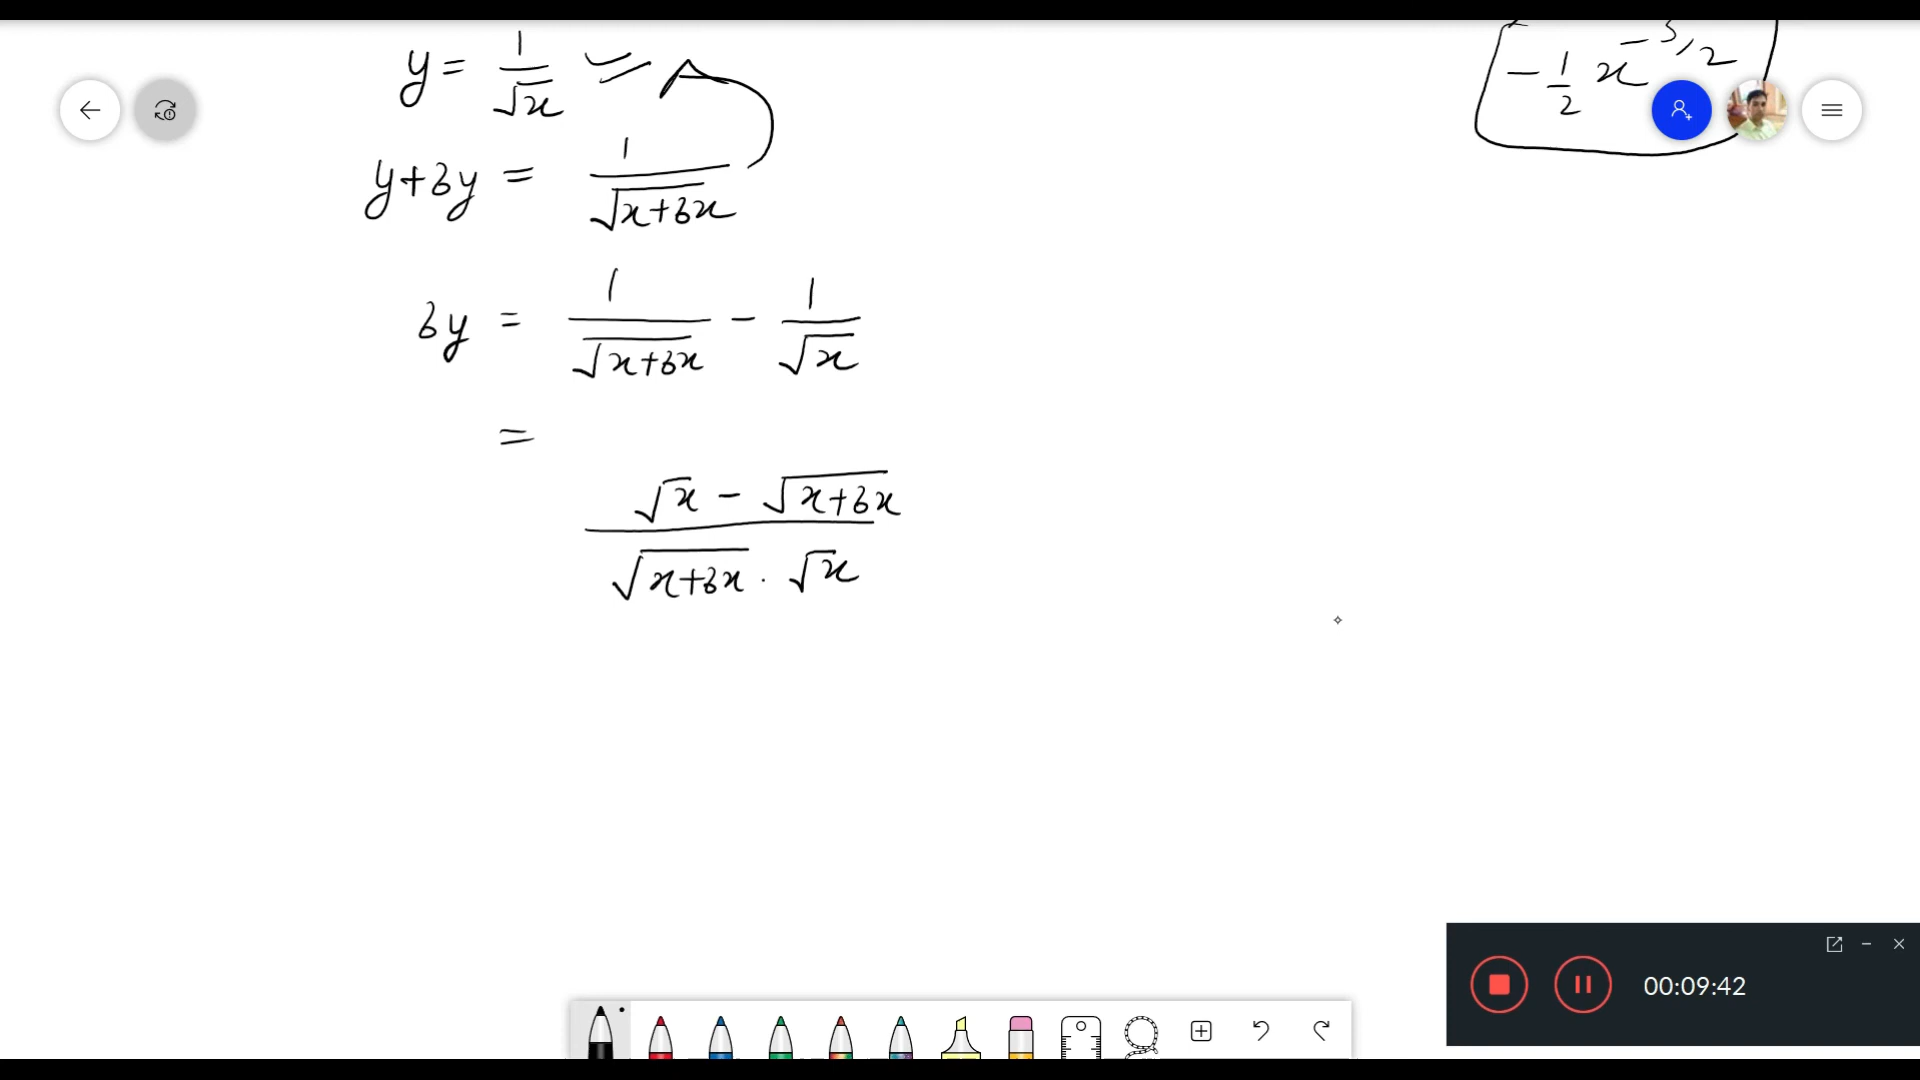 y = 1/√x
-1/2 x^-3/2
y+δy = 1/√(x+δx)
δy = 1/√(x+δx) - 1/√x
=
(√x - √(x+δx))/(√(x+δx) · √x)
00:09:42